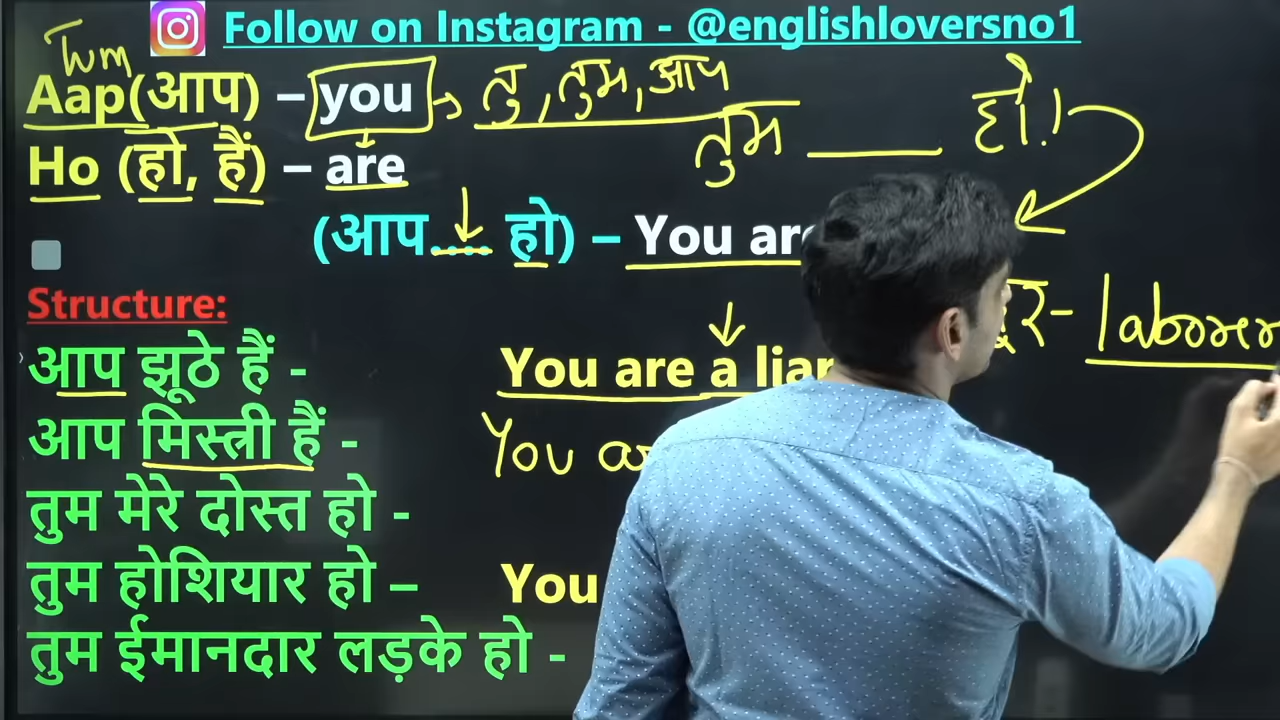 Follow on Instagram - @englishloversno1
Tum
Aap(आप) – you → तु, तुम, आप
तुम ____ हो!
Ho (हो, हैं) – are
(आप.... हो) – You are
Structure:
laborer
आप झूठे हैं - You are a liar
आप मिस्त्री हैं - You
तुम मेरे दोस्त हो -
तुम होशियार हो – You
तुम ईमानदार लड़के हो -